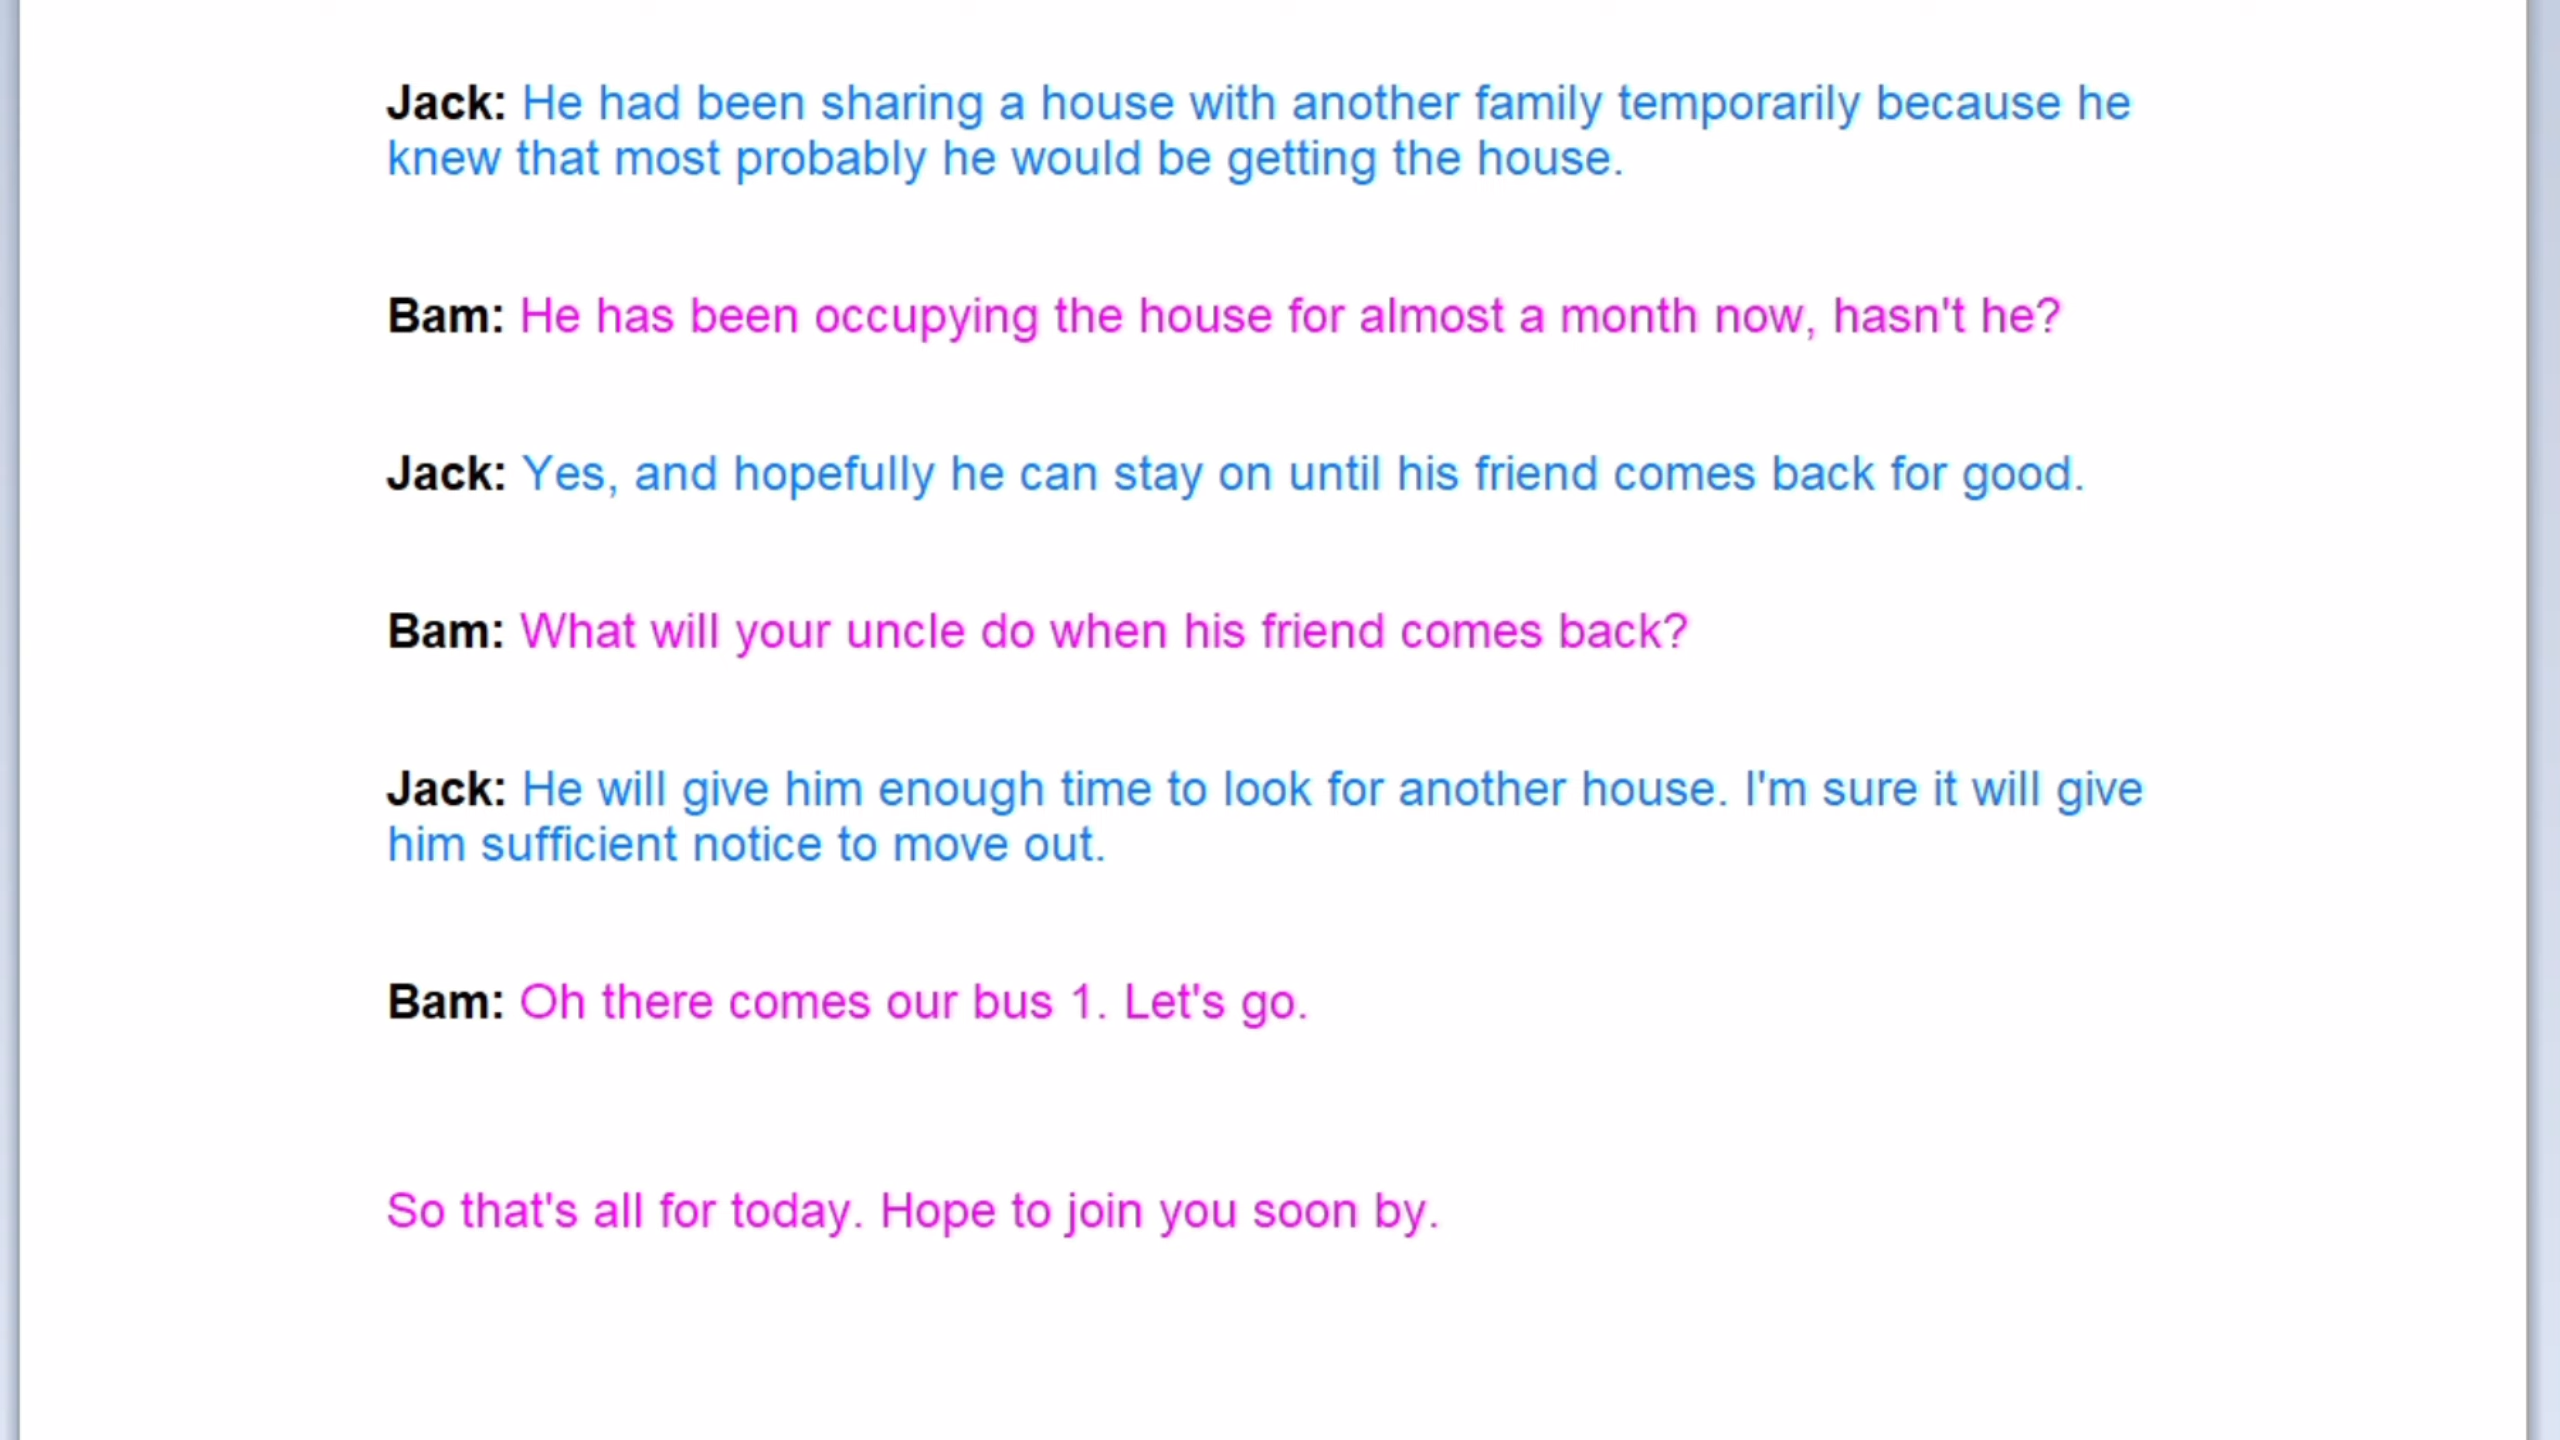 Jack: He had been sharing a house with another family temporarily because he
knew that most probably he would be getting the house.
Bam: He has been occupying the house for almost a month now, hasn't he?
Jack: Yes, and hopefully he can stay on until his friend comes back for good.
Bam: What will your uncle do when his friend comes back?
Jack: He will give him enough time to look for another house. I'm sure it will give
him sufficient notice to move out.
Bam: Oh there comes our bus 1. Let's go.
So that's all for today. Hope to join you soon by.